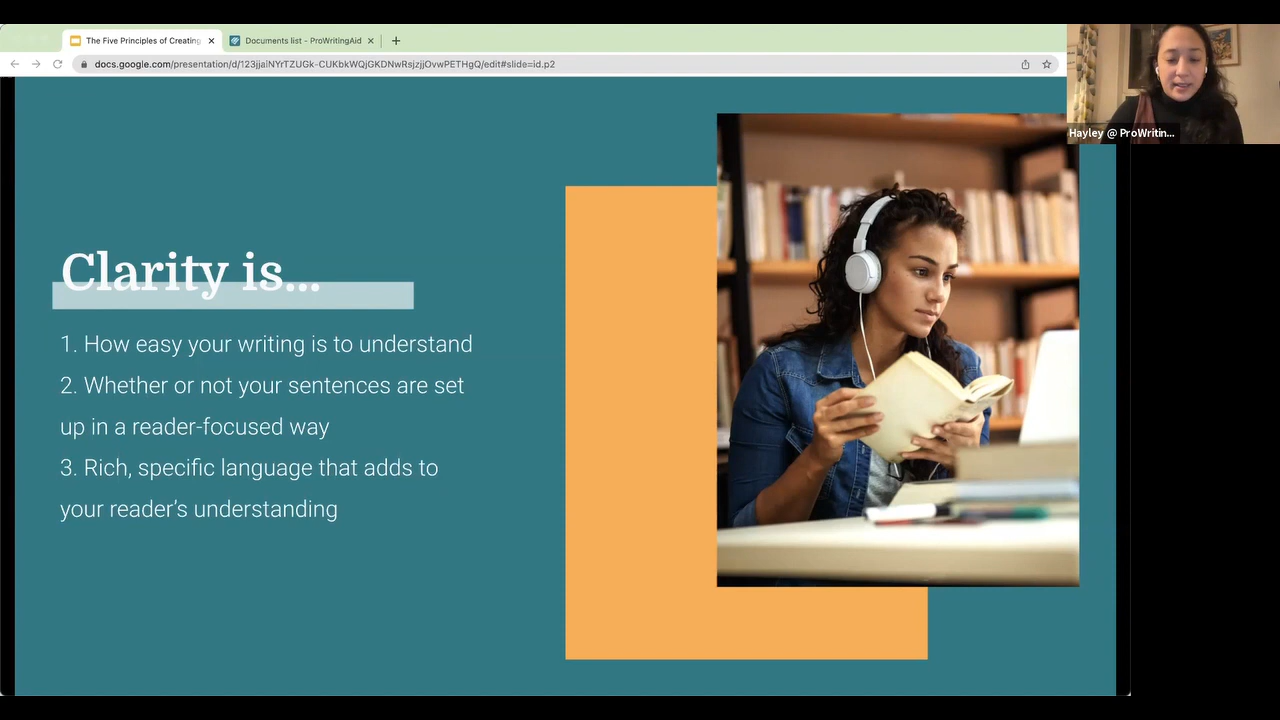 The Five Principles of Creating
Documents list - ProWritingAid
docs.google.com/presentation/d/123jjaINYrTZUGk-CUKbkWQjGKDNwRsjzjjOvwPETHgQ/edit#slide=id.p2
Hayley @ ProWritin...
Clarity is...
1. How easy your writing is to understand
2. Whether or not your sentences are set
up in a reader-focused way
3. Rich, specific language that adds to
your reader’s understanding